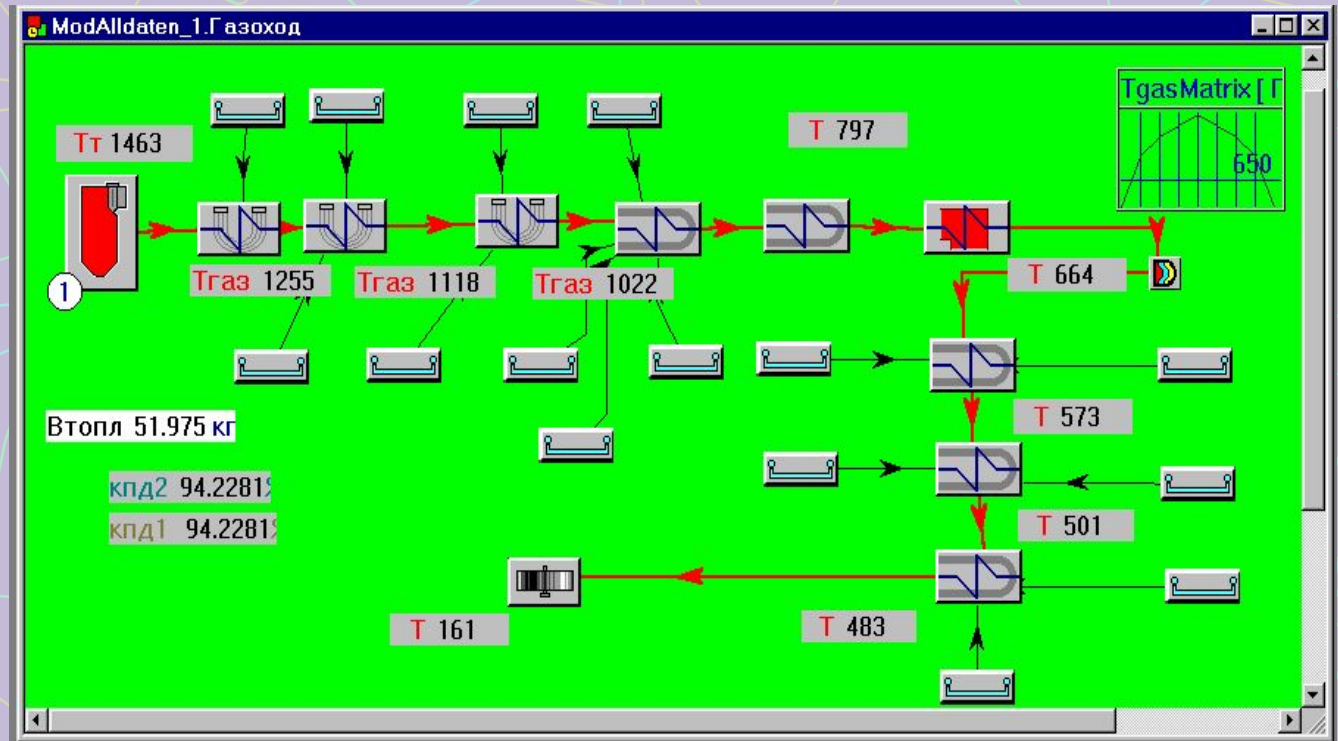 ModAlldaten_1.Газоход
TgasMatrix [ Г
650
Тт 1463
Т 797
Тгаз 1255
Тгаз 1118
Тгаз 1022
Т 664
1
Т 573
Втопл 51.975 кг
кпд2 94.2281%
кпд1 94.2281%
Т 501
Т 161
Т 483